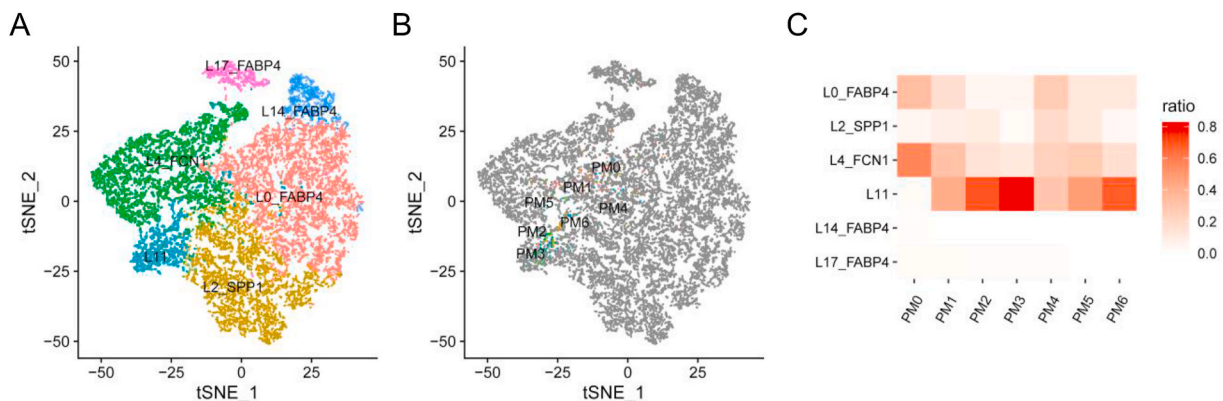 A
B
C
50
25
0
−25
−50
tSNE_2
L17_FABP4
L14_FABP4
L4_FCN1
L0_FABP4
L11
L2_SPP1
−50
−25
0
25
tSNE_1
50
25
0
−25
−50
tSNE_2
PM0
PM1
PM5
PM4
PM6
PM2
PM3
−50
−25
0
25
tSNE_1
L0_FABP4
L2_SPP1
L4_FCN1
L11
L14_FABP4
L17_FABP4
PM0
PM1
PM2
PM3
PM4
PM5
PM6
ratio
0.8
0.6
0.4
0.2
0.0